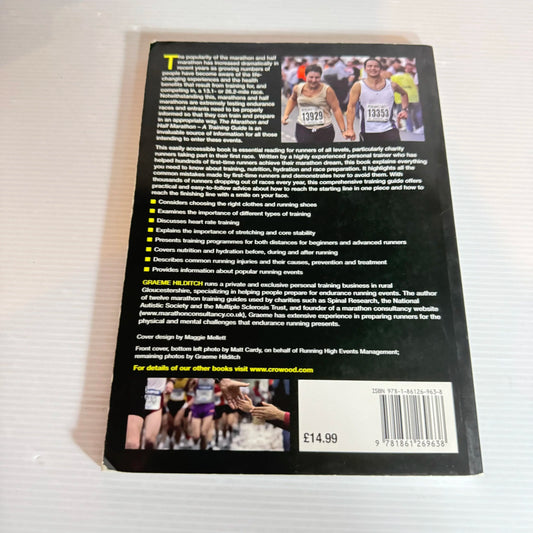 The popularity of the marathon and half
marathon has increased dramatically in
recent years as growing numbers of
people have become aware of the life-
changing experiences and the health
benefits that result from training for, and
competing in, a 13.1- or 26.2-mile race.
Notwithstanding this, marathons and half
marathons are extremely testing endurance
races and entrants need to be properly
informed so that they can train and prepare
in an appropriate way. The Marathon and
Half Marathon – A Training Guide is an
invaluable source of information for all those
intending to enter those events.
13929
13353
This easily accessible book is essential reading for runners of all levels, particularly charity
runners taking part in their first race. Written by a highly experienced personal trainer who has
helped hundreds of first-time runners achieve their marathon dream, this book explains everything
you need to know about training, nutrition, hydration and race preparation. It highlights all the
common mistakes made by first-time runners and demonstrates how to avoid them. With
thousands of runners dropping out of races every year, this comprehensive training guide offers
practical and easy-to-follow advice about how to reach the starting line in one piece and how to
reach the finishing line with a smile on your face.
Considers choosing the right clothes and running shoes
Examines the importance of different types of training
Discusses heart rate training
Explains the importance of stretching and core stability
Presents training programmes for both distances for beginners and advanced runners
Covers nutrition and hydration before, during and after running
Describes common running injuries and their causes, prevention and treatment
Provides information about popular running events
GRAEME HILDITCH runs a private and exclusive personal training business in rural
Gloucestershire, specializing in helping people prepare for endurance running events. The author
of twelve marathon training guides used by charities such as Spinal Research, the National
Autistic Society and the Multiple Sclerosis Trust, and founder of a marathon consultancy website
(www.marathonconsultancy.co.uk), Graeme has extensive experience in preparing runners for the
physical and mental challenges that endurance running presents.
Cover design by Maggie Mellett
Front cover, bottom left photo by Matt Cardy, on behalf of Running High Events Management;
remaining photos by Graeme Hilditch
For details of our other books visit www.crowood.com
£14.99
ISBN 978-1-86126-963-8
9 781861 269638